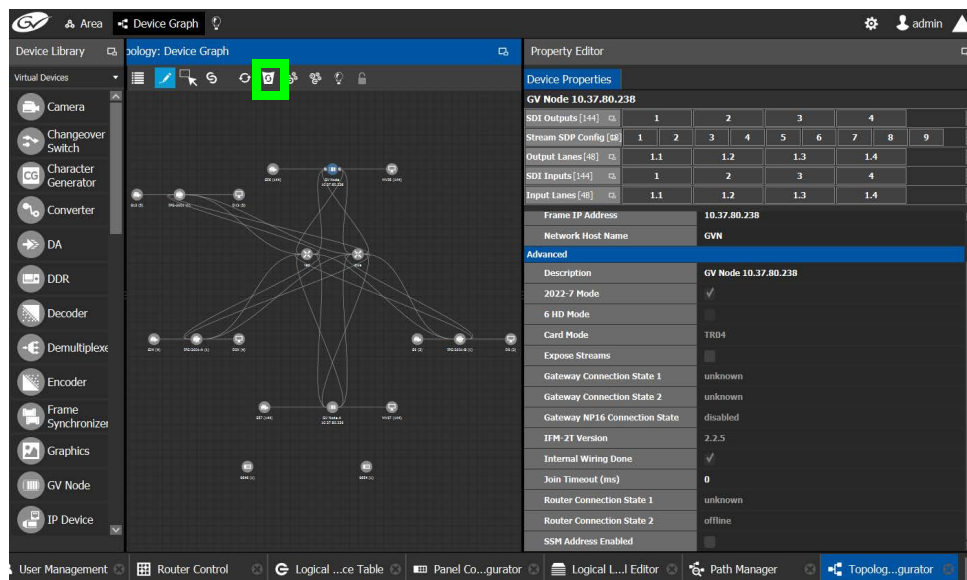 GV Area Device Graph admin
Device Library
pology: Device Graph
Property Editor
Virtual Devices
Camera
Changeover
Switch
Character
Generator
CG
Converter
DA
DDR
Decoder
Demultiplexe
Encoder
Frame
Synchronizer
Graphics
GV Node
IP Device
GV Node
10.37.80.238
Device Properties
GV Node 10.37.80.238
SDI Outputs [144] 1 2 3 4
Stream SDP Config [18] 1 2 3 4 5 6 7 8 9
Output Lanes [48] 1.1 1.2 1.3 1.4
SDI Inputs [144] 1 2 3 4
Input Lanes [48] 1.1 1.2 1.3 1.4
Frame IP Address 10.37.80.238
Network Host Name GVN
Advanced
Description GV Node 10.37.80.238
2022-7 Mode
6 HD Mode
Card Mode TR04
Expose Streams
Gateway Connection State 1 unknown
Gateway Connection State 2 unknown
Gateway NP16 Connection State disabled
IFM-2T Version 2.2.5
Internal Wiring Done
Join Timeout (ms) 0
Router Connection State 1 unknown
Router Connection State 2 offline
SSM Address Enabled
User Management Router Control Logical ...ce Table Panel Co...gurator Logical L...l Editor Path Manager Topolog...gurator